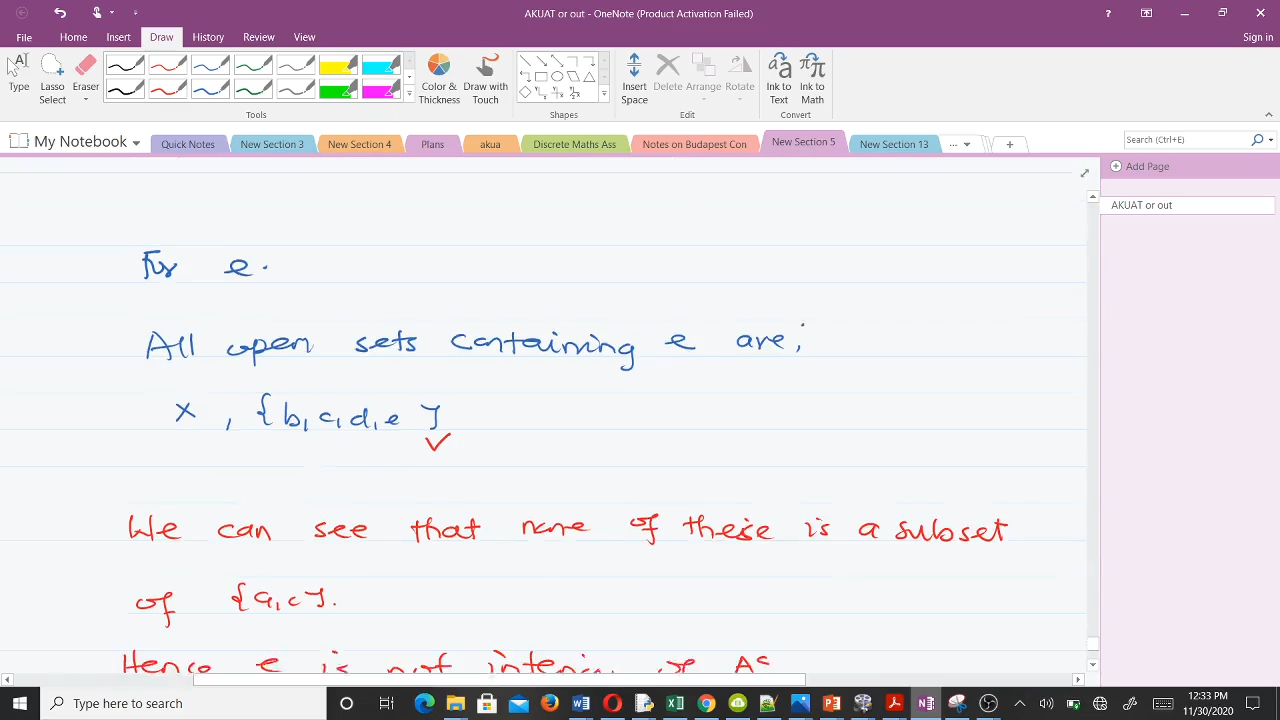 AKUAT or out - OneNote (Product Activation Failed)
File Home Insert Draw History Review View Sign in
Type Lasso Select Eraser Color & Thickness Draw with Touch Insert Space Delete Arrange Rotate Ink to Text Ink to Math
Tools Shapes Edit Convert
My Notebook Quick Notes New Section 3 New Section 4 Plans akua Discrete Maths Ass Notes on Budapest Con New Section 5 New Section 13 ... Search (Ctrl+E)
Add Page
AKUAT or out
For e.
All open sets containing e are;
X, {b, c, d, e}
We can see that none of these is a subset
of {a, c}.
Hence e is not interior of
Type here to search
12:33 PM
11/30/2020